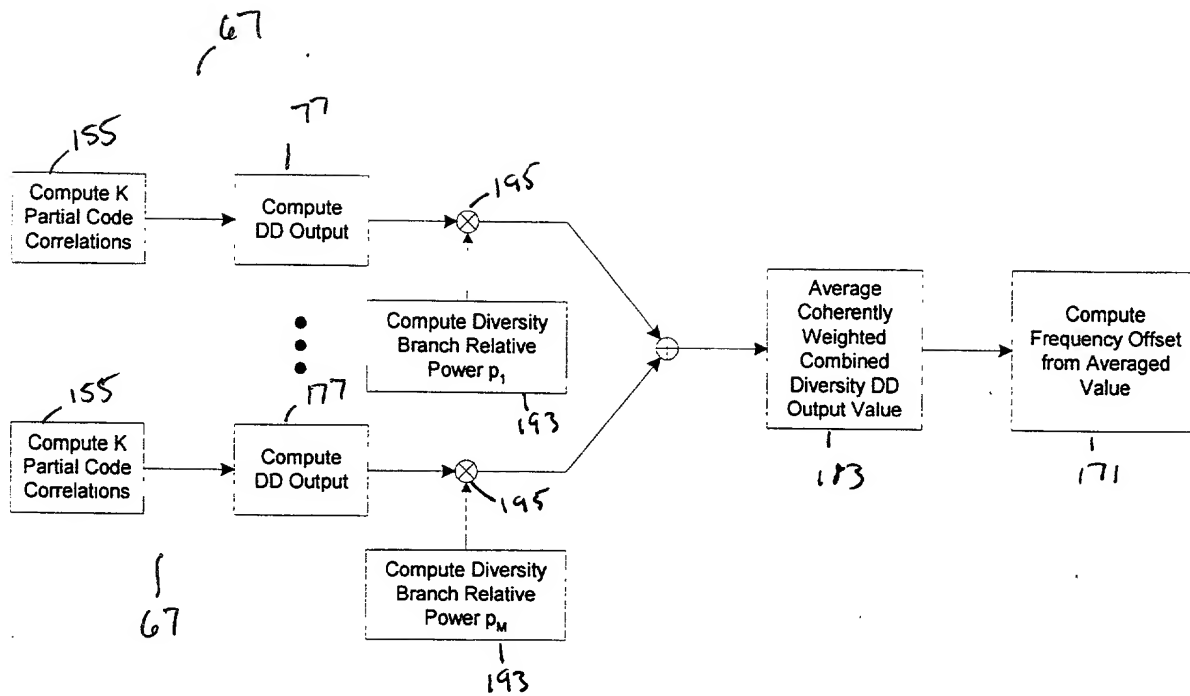 67
155
177
195
Compute K
Partial Code
Correlations
Compute
DD Output
Compute Diversity
Branch Relative
Power p1
193
Average
Coherently
Weighted
Combined
Diversity DD
Output Value
183
Compute
Frequency Offset
from Averaged
Value
171
155
177
195
Compute K
Partial Code
Correlations
Compute
DD Output
67
Compute Diversity
Branch Relative
Power pM
193